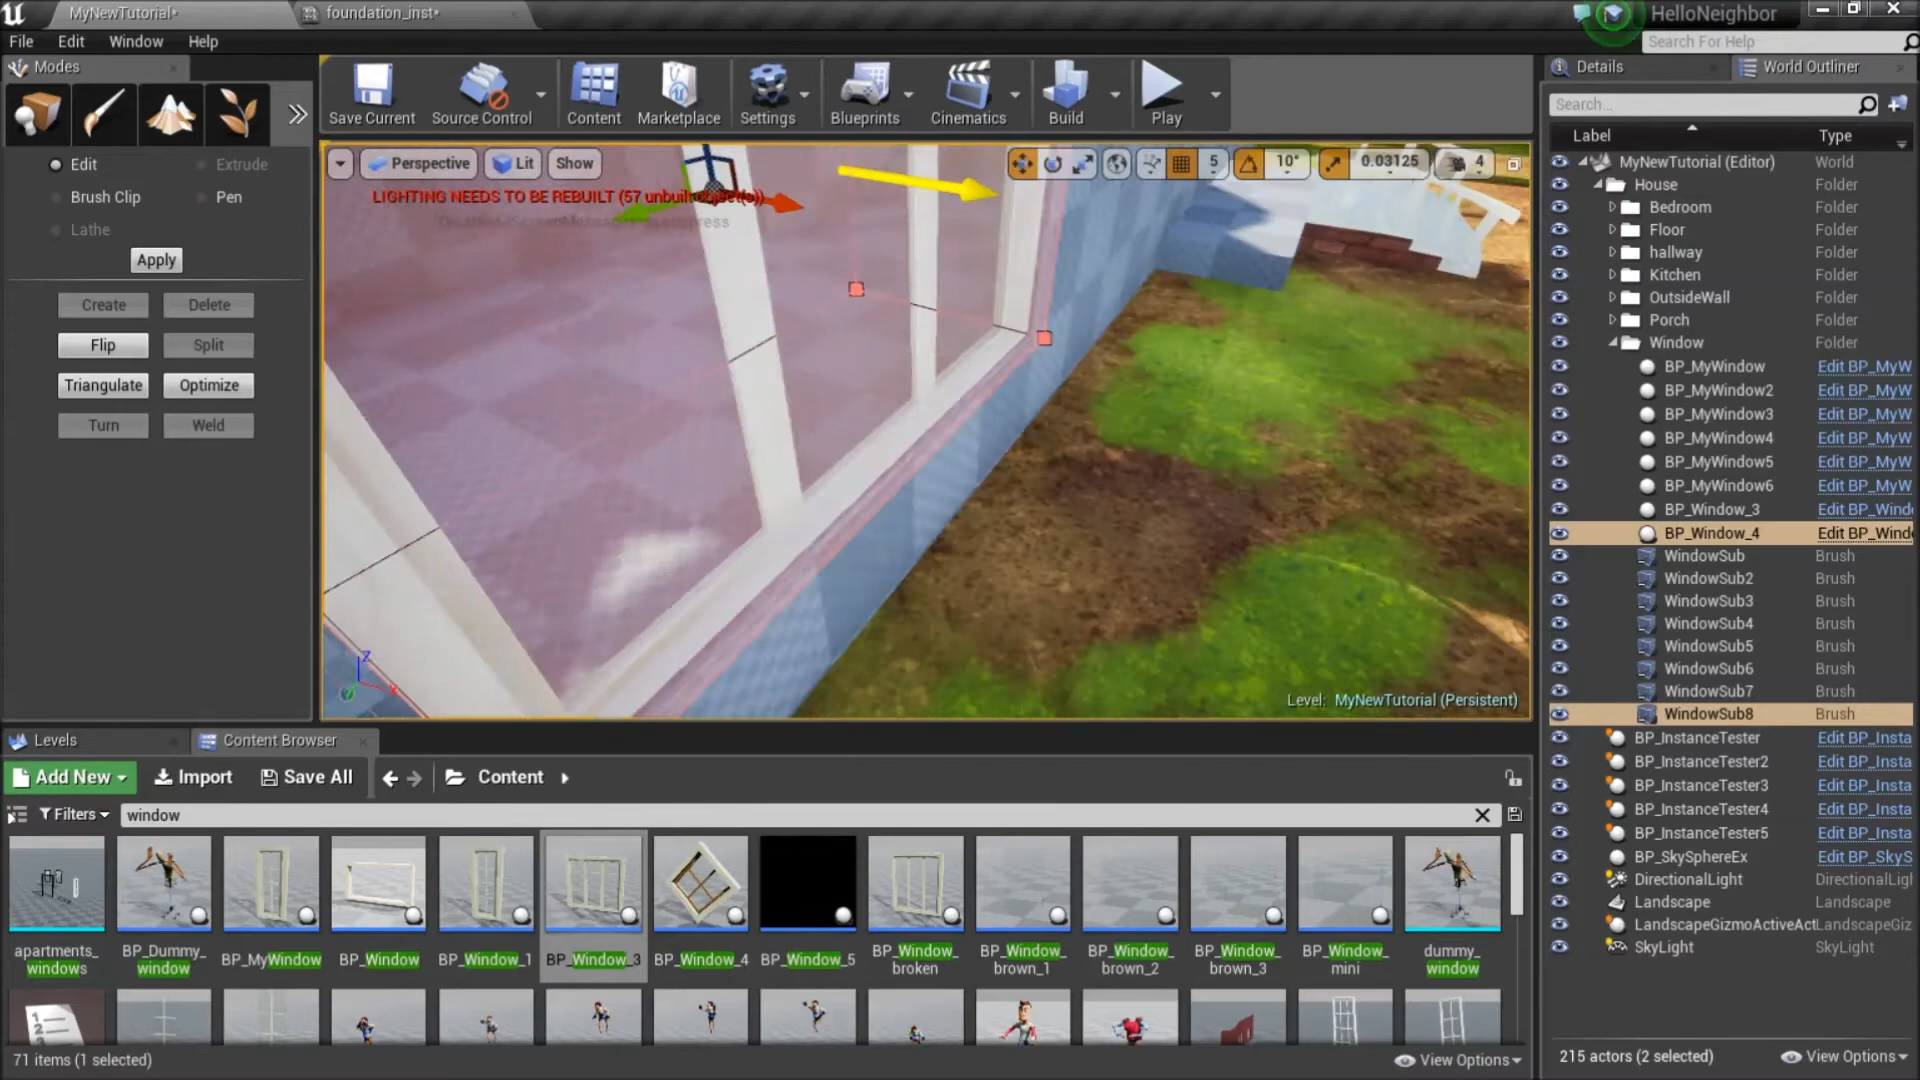 MyNewTutorial*
foundation_inst*
HelloNeighbor
File Edit Window Help
Search For Help
Modes
Edit
Extrude
Brush Clip
Pen
Lathe
Apply
Create
Delete
Flip
Split
Triangulate
Optimize
Turn
Weld
Save Current
Source Control
Content
Marketplace
Settings
Blueprints
Cinematics
Build
Play
Perspective
Lit
Show
5
10°
0.03125
4
LIGHTING NEEDS TO BE REBUILT (57 unbuilt object(s))
Z
X
Level: MyNewTutorial (Persistent)
Details
World Outliner
Search...
Label Type
MyNewTutorial (Editor) World
House Folder
Bedroom Folder
Floor Folder
hallway Folder
Kitchen Folder
OutsideWall Folder
Porch Folder
Window Folder
BP_MyWindow Edit BP_MyW
BP_MyWindow2 Edit BP_MyW
BP_MyWindow3 Edit BP_MyW
BP_MyWindow4 Edit BP_MyW
BP_MyWindow5 Edit BP_MyW
BP_MyWindow6 Edit BP_MyW
BP_Window_3 Edit BP_Wind
BP_Window_4 Edit BP_Wind
WindowSub Brush
WindowSub2 Brush
WindowSub3 Brush
WindowSub4 Brush
WindowSub5 Brush
WindowSub6 Brush
WindowSub7 Brush
WindowSub8 Brush
BP_InstanceTester Edit BP_Insta
BP_InstanceTester2 Edit BP_Insta
BP_InstanceTester3 Edit BP_Insta
BP_InstanceTester4 Edit BP_Insta
BP_InstanceTester5 Edit BP_Insta
BP_SkySphereEx Edit BP_SkyS
DirectionalLight DirectionalLigh
Landscape Landscape
LandscapeGizmoActiveAct LandscapeGiz
SkyLight SkyLight
215 actors (2 selected)
View Options
Levels
Content Browser
Add New
Import
Save All
Content
Filters
window
apartments_
windows
BP_Dummy_
window
BP_MyWindow
BP_Window
BP_Window_1
BP_Window_3
BP_Window_4
BP_Window_5
BP_Window_
broken
BP_Window_
brown_1
BP_Window_
brown_2
BP_Window_
brown_3
BP_Window_
mini
dummy_
window
71 items (1 selected)
View Options